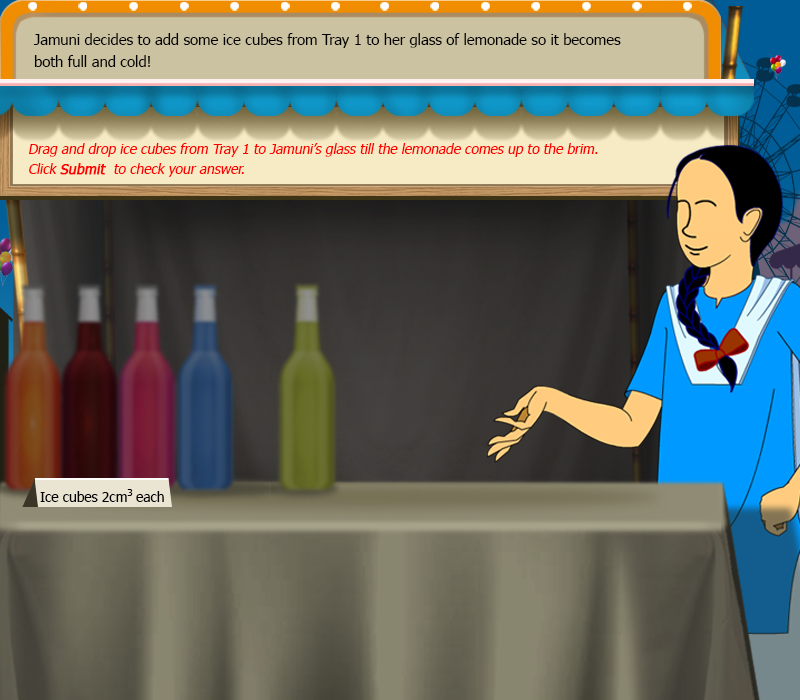 Jamuni decides to add some ice cubes from Tray 1 to her glass of lemonade so it becomes
both full and cold!
Drag and drop ice cubes from Tray 1 to Jamuni's glass till the lemonade comes up to the brim.
Click Submit to check your answer.
Ice cubes 2cm³ each